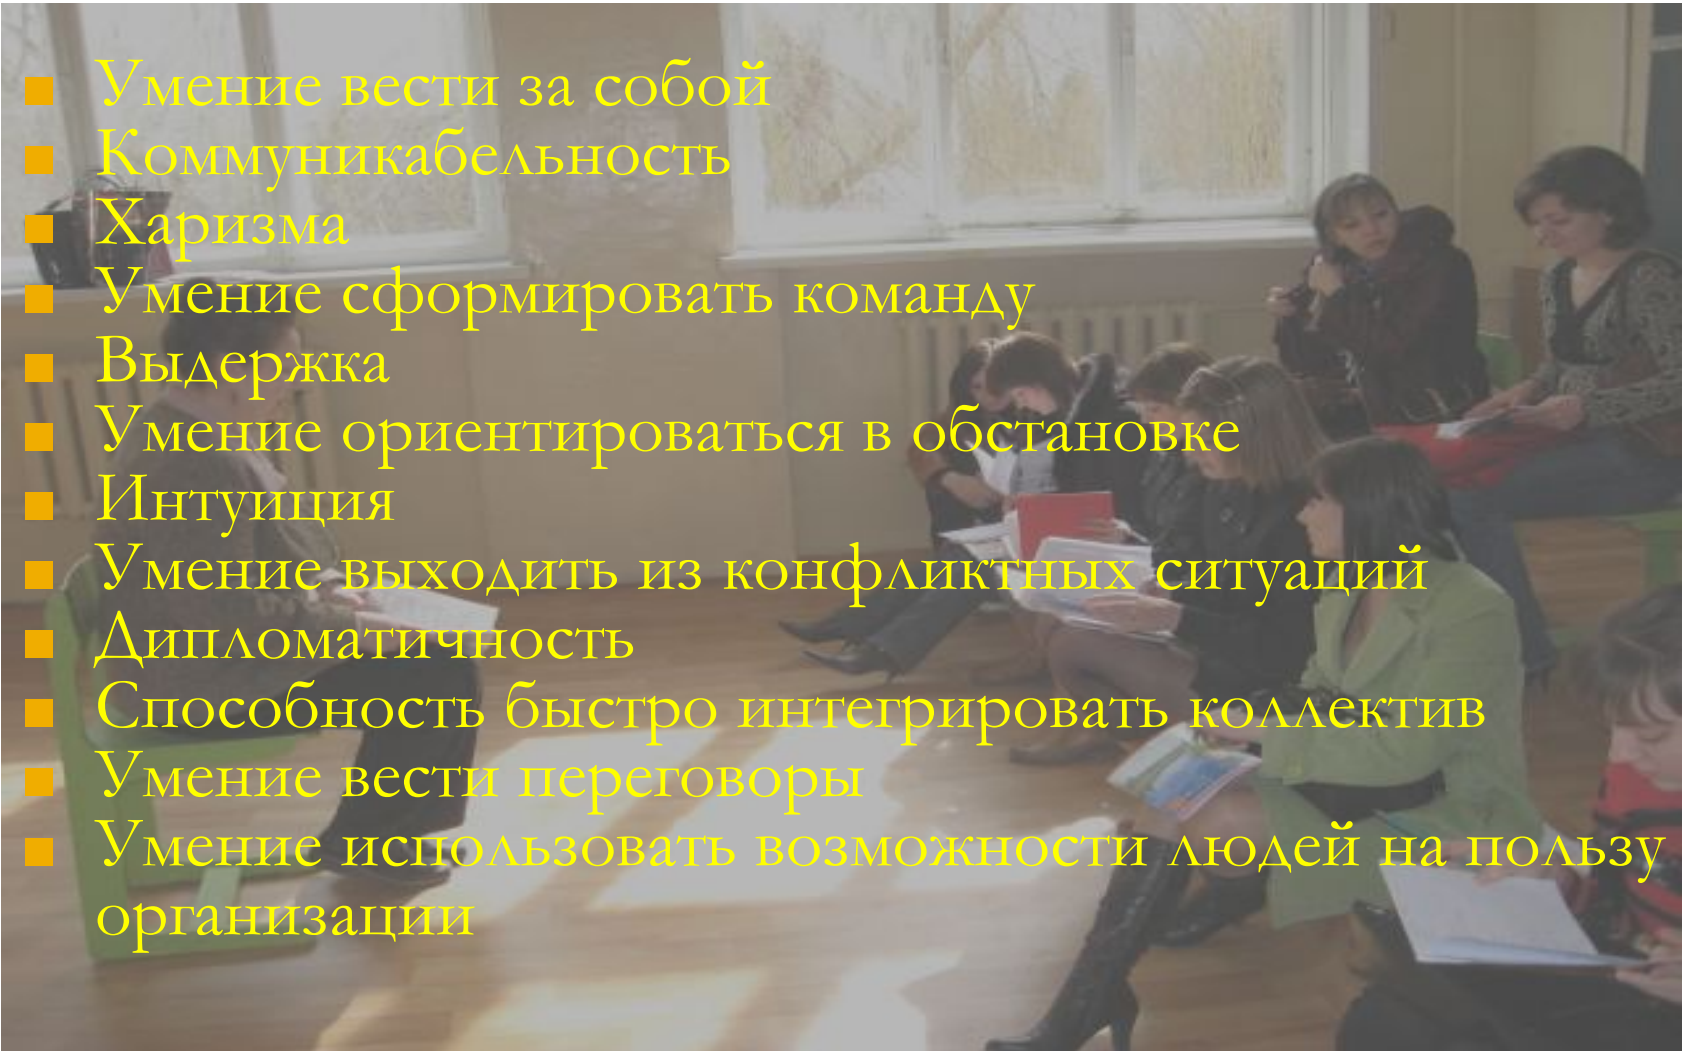 Умение вести за собой
Коммуникабельность
Харизма
Умение сформировать команду
Выдержка
Умение ориентироваться в обстановке
Интуиция
Умение выходить из конфликтных ситуаций
Дипломатичность
Способность быстро интегрировать коллектив
Умение вести переговоры
Умение использовать возможности людей на пользу
организации